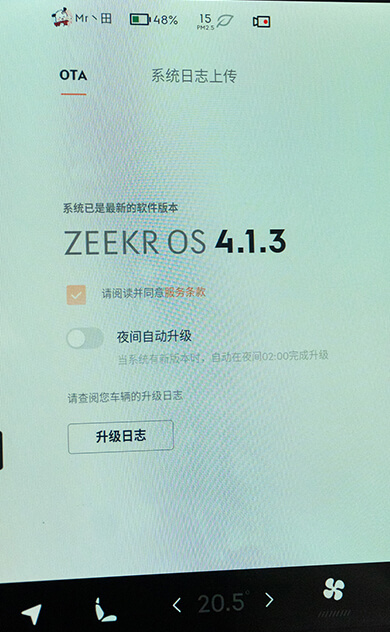 Mr丶田 48% 15 PM2.5
OTA 系统日志上传
系统已是最新的软件版本
ZEEKR OS 4.1.3
请阅读并同意服务条款
夜间自动升级
当系统有新版本时，自动在夜间02:00完成升级
请查阅您车辆的升级日志
升级日志
20.5°